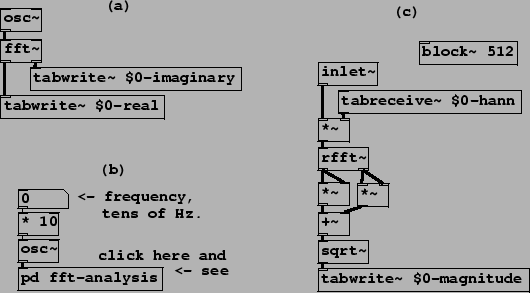 (a)
osc~
fft~
tabwrite~ $0-imaginary
tabwrite~ $0-real
(b)
0
<- frequency,
tens of Hz.
* 10
osc~
click here and
<- see
pd fft-analysis
(c)
block~ 512
inlet~
tabreceive~ $0-hann
*~
rfft~
*~ *~
+~
sqrt~
tabwrite~ $0-magnitude